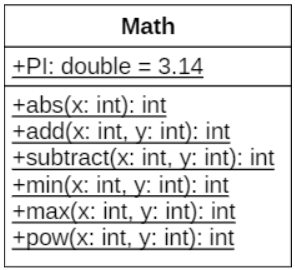 Math
+PI: double = 3.14
+abs(x: int): int
+add(x: int, y: int): int
+subtract(x: int, y: int): int
+min(x: int, y: int): int
+max(x: int, y: int): int
+pow(x: int, y: int): int